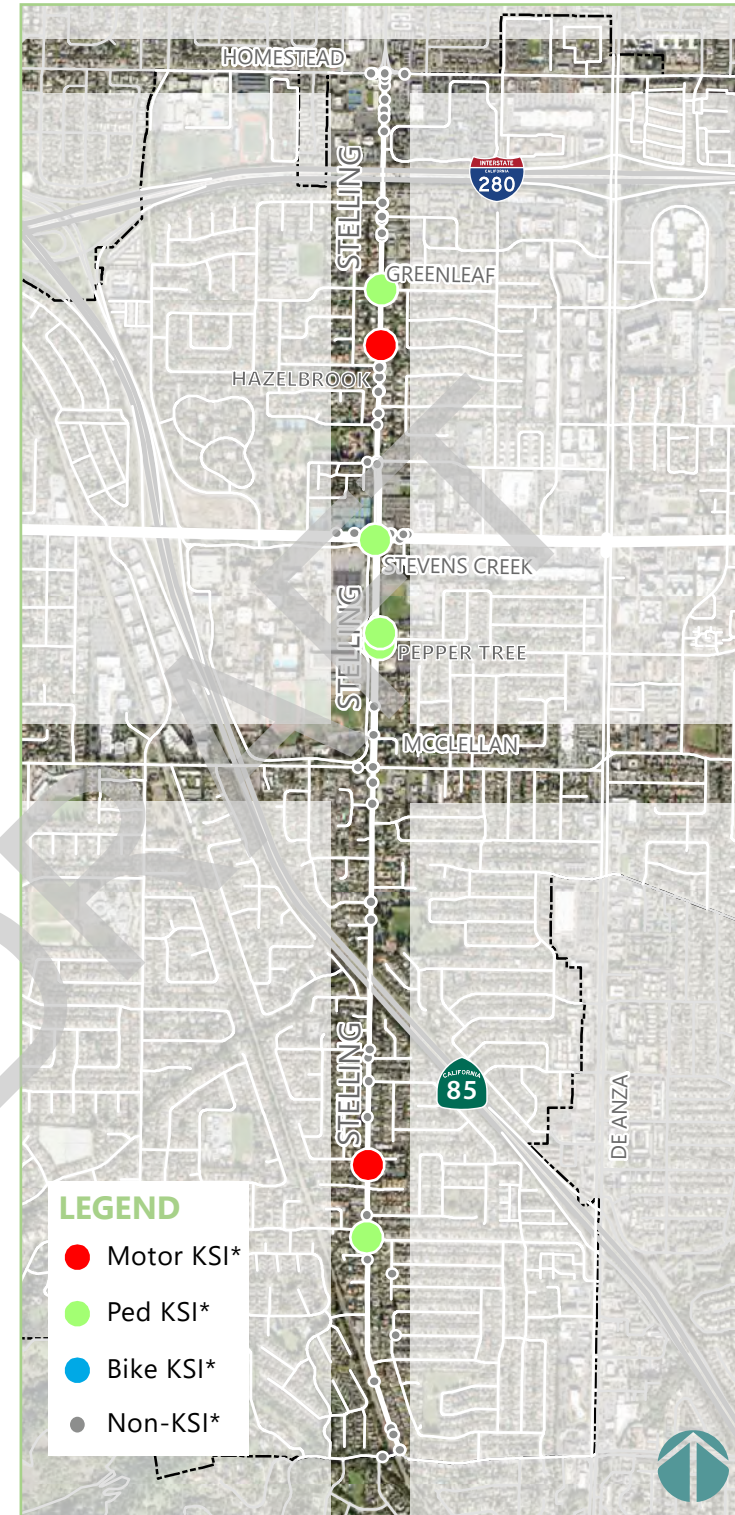 HOMESTEAD
STELLING
INTERSTATE
CALIFORNIA
280
GREENLEAF
HAZELBROOK
STEVENS CREEK
STELLING
PEPPER TREE
MCCLELLAN
STELLING
CALIFORNIA
85
DE ANZA
LEGEND
Motor KSI*
Ped KSI*
Bike KSI*
Non-KSI*
DRAFT